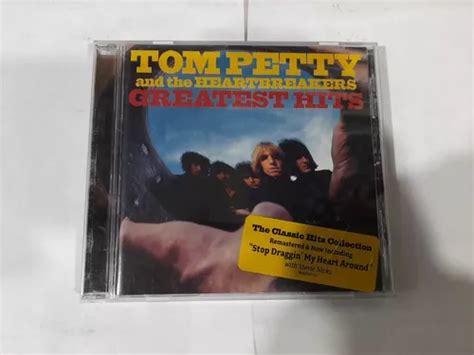 TOM PETTY
and the HEARTBREAKERS
GREATEST HITS
The Classic Hits Collection
Remastered & Now Including
"Stop Draggin' My Heart Around"
with Stevie Nicks